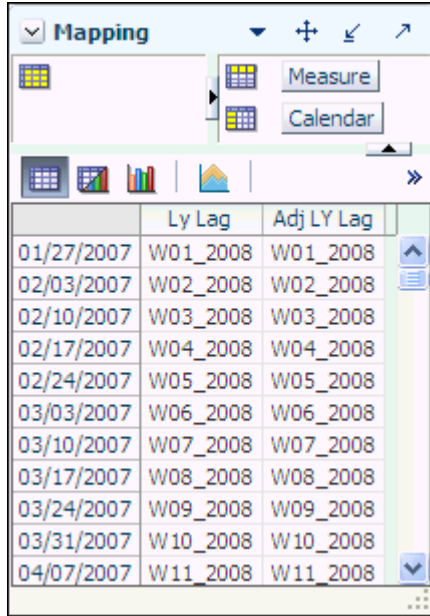 Mapping
Measure
Calendar
Ly Lag Adj LY Lag
01/27/2007 W01_2008 W01_2008
02/03/2007 W02_2008 W02_2008
02/10/2007 W03_2008 W03_2008
02/17/2007 W04_2008 W04_2008
02/24/2007 W05_2008 W05_2008
03/03/2007 W06_2008 W06_2008
03/10/2007 W07_2008 W07_2008
03/17/2007 W08_2008 W08_2008
03/24/2007 W09_2008 W09_2008
03/31/2007 W10_2008 W10_2008
04/07/2007 W11_2008 W11_2008